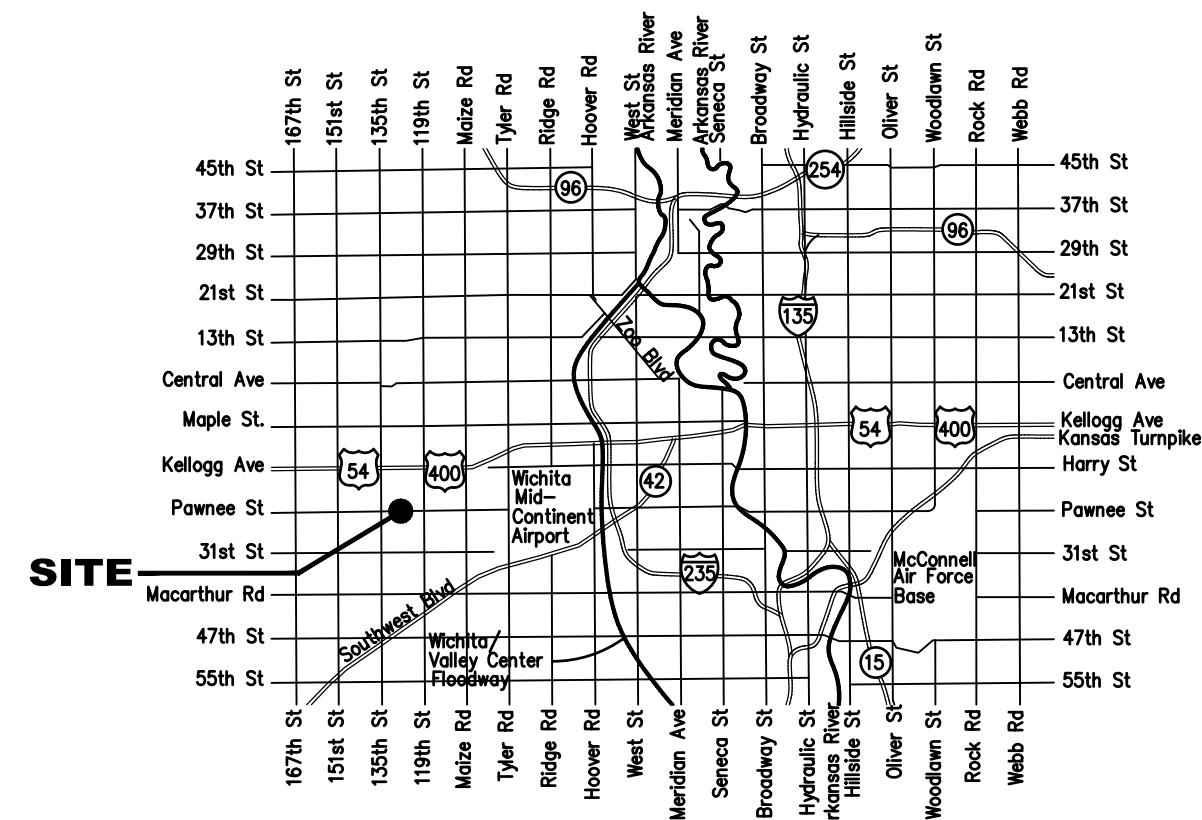 167th St
151st St
135th St
119th St
Maize Rd
Tyler Rd
Ridge Rd
Hoover Rd
West St
Arkansas River
Meridian Ave
Arkansas River
Seneca St
Broadway St
Hydraulic St
Hillside St
Oliver St
Woodlawn St
Rock Rd
Webb Rd
45th St
254
45th St
96
37th St
37th St
96
29th St
29th St
21st St
21st St
135
13th St
Zoo Blvd
13th St
Central Ave
Central Ave
Maple St.
54
400
Kellogg Ave
Kansas Turnpike
Kellogg Ave
54
400
Harry St
Wichita
Mid-
Continent
Airport
42
Pawnee St
Pawnee St
31st St
31st St
McConnell
Air Force
Base
SITE
235
Macarthur Rd
Macarthur Rd
Southwest Blvd
47th St
47th St
Wichita/
Valley Center
Floodway
15
55th St
55th St
167th St
151st St
135th St
119th St
Maize Rd
Tyler Rd
Ridge Rd
Hoover Rd
West St
Meridian Ave
Seneca St
Broadway St
Hydraulic St
rkansas River
Hillside St
Oliver St
Woodlawn St
Rock Rd
Webb Rd